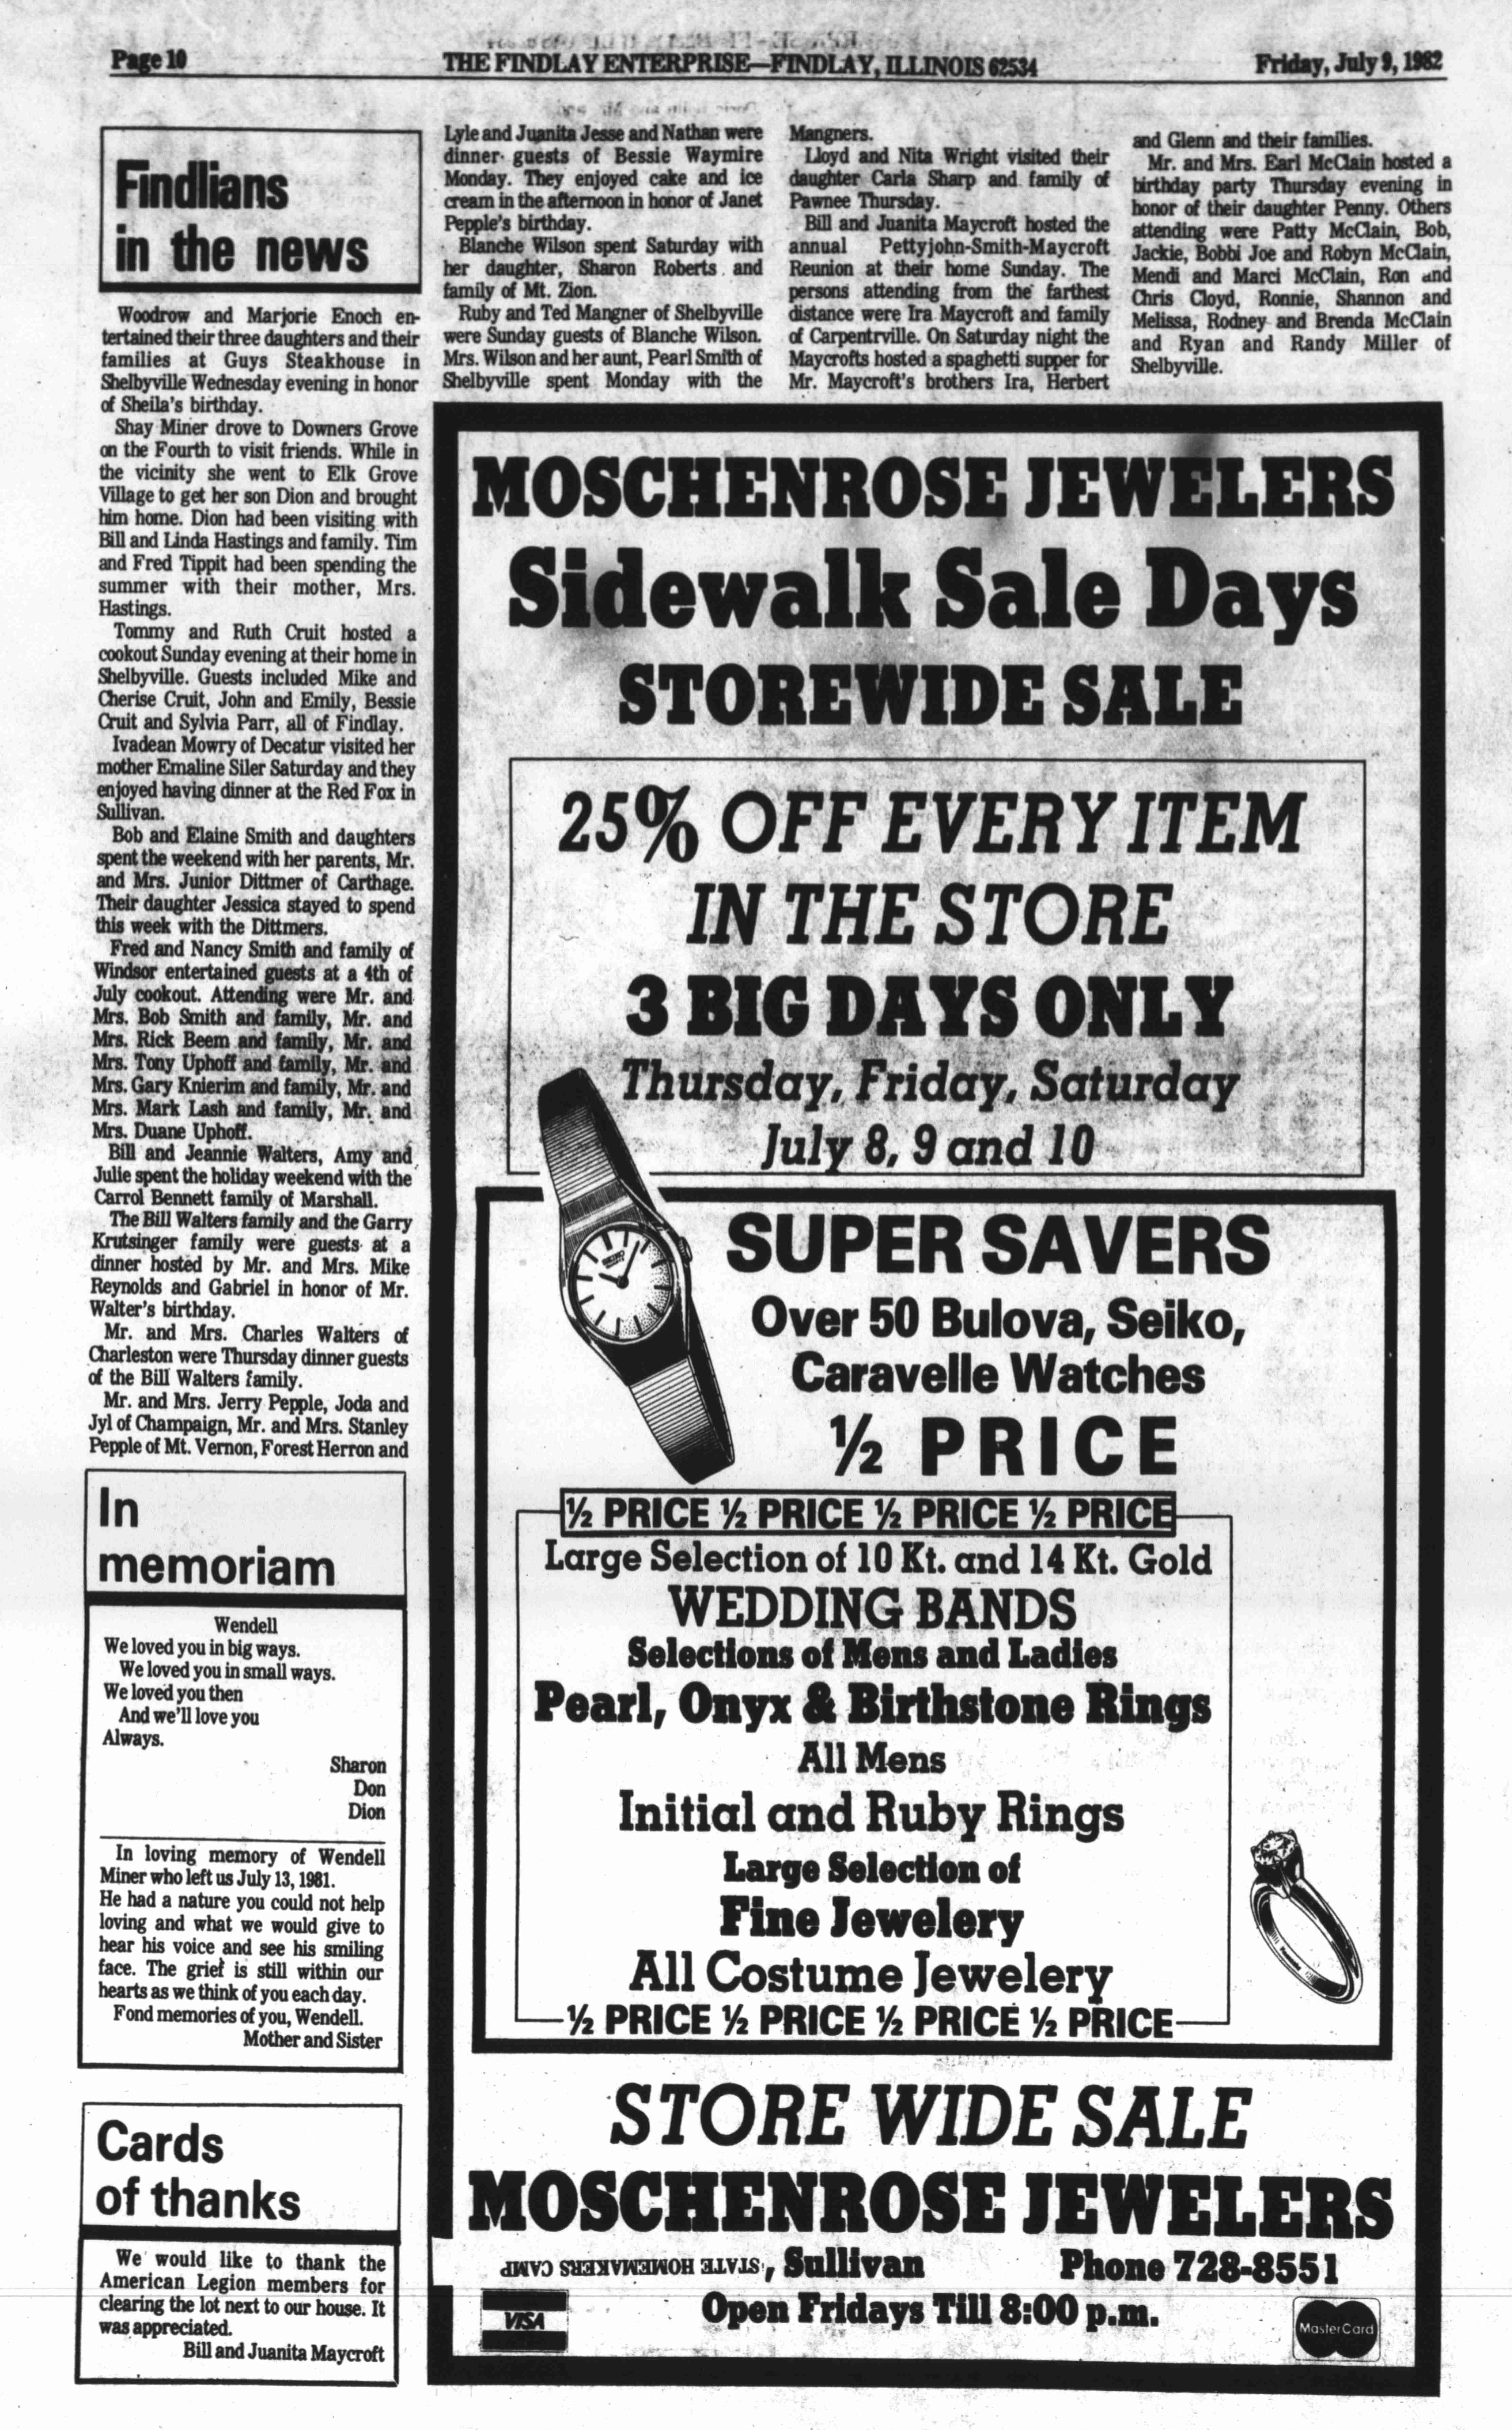 Page 10
THE FINDLAY ENTERPRISE—FINDLAY, ILLINOIS 62534
Friday, July 9, 1982
Findlians
in the news
Woodrow and Marjorie Enoch en-
tertained their three daughters and their
families at Guys Steakhouse in
Shelbyville Wednesday evening in honor
of Sheila's birthday.
Shay Miner drove to Downers Grove
on the Fourth to visit friends. While in
the vicinity she went to Elk Grove
Village to get her son Dion and brought
him home. Dion had been visiting with
Bill and Linda Hastings and family. Tim
and Fred Tippit had been spending the
summer with their mother, Mrs.
Hastings.
Tommy and Ruth Cruit hosted a
cookout Sunday evening at their home in
Shelbyville. Guests included Mike and
Cherise Cruit, John and Emily, Bessie
Cruit and Sylvia Parr, all of Findlay.
Ivadean Mowry of Decatur visited her
mother Emaline Siler Saturday and they
enjoyed having dinner at the Red Fox in
Sullivan.
Bob and Elaine Smith and daughters
spent the weekend with her parents, Mr.
and Mrs. Junior Dittmer of Carthage.
Their daughter Jessica stayed to spend
this week with the Dittmers.
Fred and Nancy Smith and family of
Windsor entertained guests at a 4th of
July cookout. Attending were Mr. and
Mrs. Bob Smith and family, Mr. and
Mrs. Rick Beem and family, Mr. and
Mrs. Tony Uphoff and family, Mr. and
Mrs. Gary Knierim and family, Mr. and
Mrs. Mark Lash and family, Mr. and
Mrs. Duane Uphoff.
Bill and Jeannie Walters, Amy and
Julie spent the holiday weekend with the
Carrol Bennett family of Marshall.
The Bill Walters family and the Garry
Krutsinger family were guests at a
dinner hosted by Mr. and Mrs. Mike
Reynolds and Gabriel in honor of Mr.
Walter's birthday.
Mr. and Mrs. Charles Walters of
Charleston were Thursday dinner guests
of the Bill Walters family.
Mr. and Mrs. Jerry Pepple, Joda and
Jyl of Champaign, Mr. and Mrs. Stanley
Pepple of Mt. Vernon, Forest Herron and
Lyle and Juanita Jesse and Nathan were
dinner guests of Bessie Waymire
Monday. They enjoyed cake and ice
cream in the afternoon in honor of Janet
Pepple's birthday.
Blanche Wilson spent Saturday with
her daughter, Sharon Roberts and
family of Mt. Zion.
Ruby and Ted Mangner of Shelbyville
were Sunday guests of Blanche Wilson.
Mrs. Wilson and her aunt, Pearl Smith of
Shelbyville spent Monday with the
Mangners.
Lloyd and Nita Wright visited their
daughter Carla Sharp and family of
Pawnee Thursday.
Bill and Juanita Maycroft hosted the
annual Pettyjohn-Smith-Maycroft
Reunion at their home Sunday. The
persons attending from the farthest
distance were Ira Maycroft and family
of Carpentrville. On Saturday night the
Maycrofts hosted a spaghetti supper for
Mr. Maycroft's brothers Ira, Herbert
and Glenn and their families.
Mr. and Mrs. Earl McClain hosted a
birthday party Thursday evening in
honor of their daughter Penny. Others
attending were Patty McClain, Bob,
Jackie, Bobbi Joe and Robyn McClain,
Mendi and Marci McClain, Ron and
Chris Cloyd, Ronnie, Shannon and
Melissa, Rodney and Brenda McClain
and Ryan and Randy Miller of
Shelbyville.
In
memoriam
Wendell
We loved you in big ways.
We loved you in small ways.
We loved you then
And we'll love you
Always.
Sharon
Don
Dion
In loving memory of Wendell
Miner who left us July 13, 1981.
He had a nature you could not help
loving and what we would give to
hear his voice and see his smiling
face. The grief is still within our
hearts as we think of you each day.
Fond memories of you, Wendell.
Mother and Sister
Cards
of thanks
We would like to thank the
American Legion members for
clearing the lot next to our house. It
was appreciated.
Bill and Juanita Maycroft
MOSCHENROSE JEWELERS
Sidewalk Sale Days
STOREWIDE SALE
25% OFF EVERY ITEM
IN THE STORE
3 BIG DAYS ONLY
Thursday, Friday, Saturday
July 8, 9 and 10
SEIKO
SUPER SAVERS
Over 50 Bulova, Seiko,
Caravelle Watches
½ PRICE
½ PRICE ½ PRICE ½ PRICE ½ PRICE
Large Selection of 10 Kt. and 14 Kt. Gold
WEDDING BANDS
Selections of Mens and Ladies
Pearl, Onyx & Birthstone Rings
All Mens
Initial and Ruby Rings
Large Selection of
Fine Jewelery
All Costume Jewelery
½ PRICE ½ PRICE ½ PRICE ½ PRICE
STORE WIDE SALE
MOSCHENROSE JEWELERS
STATE HOMEMAKERS CAMP, Sullivan
Phone 728-8551
Open Fridays Till 8:00 p.m.
VISA
MasterCard